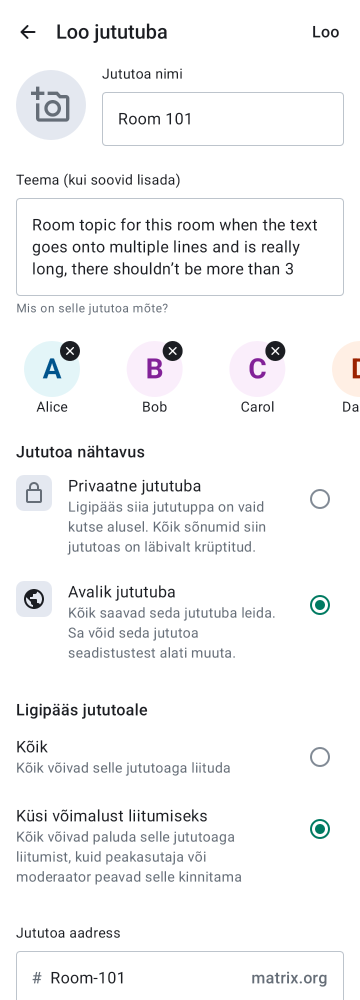 Loo jututuba
Loo
Jututoa nimi
Room 101
Teema (kui soovid lisada)
Room topic for this room when the text
goes onto multiple lines and is really
long, there shouldn’t be more than 3
Mis on selle jututoa mõte?
A B C D
Alice Bob Carol Da
Jututoa nähtavus
Privaatne jututuba
Ligipääs siia jututuppa on vaid
kutse alusel. Kõik sõnumid siin
jututoas on läbivalt krüptitud.
Avalik jututuba
Kõik saavad seda jututuba leida.
Sa võid seda jututoa
seadistustest alati muuta.
Ligipääs jututoale
Kõik
Kõik võivad selle jututoaga liituda
Küsi võimalust liitumiseks
Kõik võivad paluda selle jututoaga
liitumist, kuid peakasutaja või
moderaator peavad selle kinnitama
Jututoa aadress
# Room-101 matrix.org